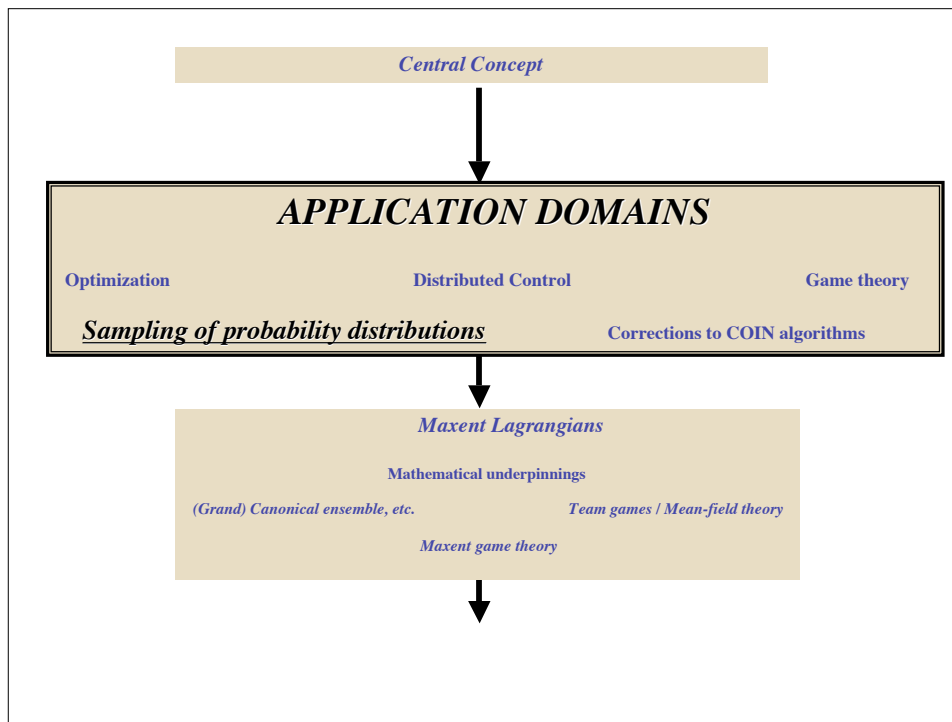 Central Concept
APPLICATION DOMAINS
Optimization Distributed Control Game theory
Sampling of probability distributions Corrections to COIN algorithms
Maxent Lagrangians
Mathematical underpinnings
(Grand) Canonical ensemble, etc. Team games / Mean-field theory
Maxent game theory